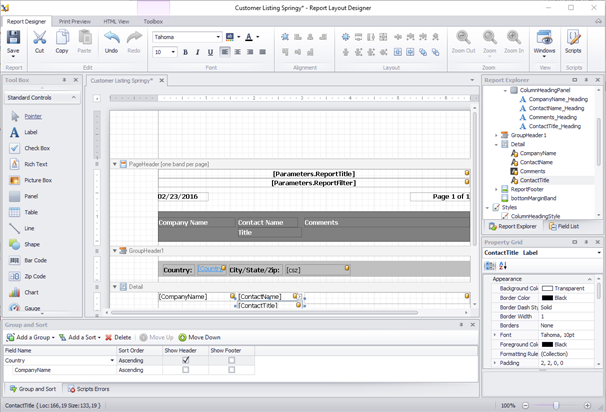 Customer Listing Springy* - Report Layout Designer
Report Designer Print Preview HTML View Toolbox
Save Cut Copy Paste Undo Redo Tahoma 10 B I U Zoom Out Zoom Zoom In Windows Scripts
Report Edit Font Alignment Layout Zoom View Scripts
Tool Box
Standard Controls
Pointer
Label
Check Box
Rich Text
Picture Box
Panel
Table
Line
Shape
Bar Code
Zip Code
Chart
Gauge
Customer Listing Springy*
PageHeader [one band per page]
[Parameters.ReportTitle]
[Parameters.ReportFilter]
02/23/2016 Page 1 of 1
Company Name Contact Name Comments
Title
GroupHeader1
Country: [Countr City/State/Zip: [csz]
Detail
[CompanyName] [ContactName]
[ContactTitle]
Report Explorer
ColumnHeadingPanel
CompanyName_Heading
ContactName_Heading
Comments_Heading
ContactTitle_Heading
GroupHeader1
Detail
CompanyName
ContactName
Comments
ContactTitle
ReportFooter
bottomMarginBand
Styles
ColumnHeadingStyle
Report Explorer Field List
Property Grid
ContactTitle Label
Appearance
Background Col Transparent
Border Color Black
Border Dash Sty Solid
Border Width 1
Borders None
Font Tahoma, 10pt
Foreground Col Black
Formatting Rule (Collection)
Padding 2, 2, 0, 0
Group and Sort
Add a Group Add a Sort Delete Move Up Move Down
Field Name Sort Order Show Header Show Footer
Country Ascending
CompanyName Ascending
Group and Sort Scripts Errors
ContactTitle { Loc:166,19 Size:133,19 } 100%